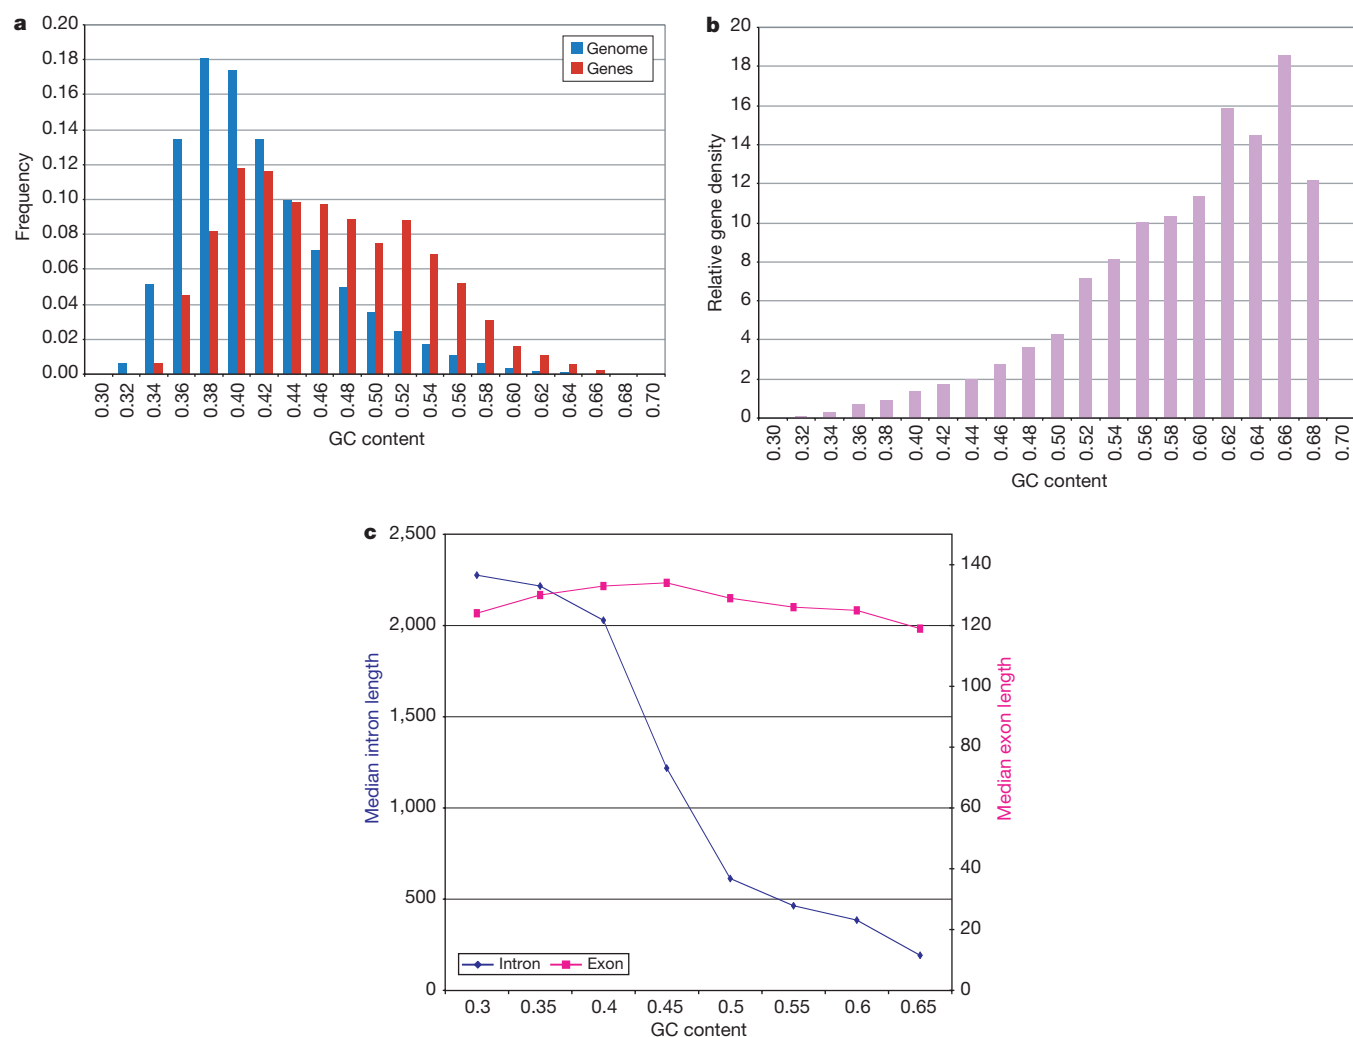 a
0.20
0.18
0.16
0.14
0.12
0.10
0.08
0.06
0.04
0.02
0.00
Frequency
Genome
Genes
0.30 0.32 0.34 0.36 0.38 0.40 0.42 0.44 0.46 0.48 0.50 0.52 0.54 0.56 0.58 0.60 0.62 0.64 0.66 0.68 0.70
GC content
b
20
18
16
14
12
10
8
6
4
2
0
Relative gene density
0.30 0.32 0.34 0.36 0.38 0.40 0.42 0.44 0.46 0.48 0.50 0.52 0.54 0.56 0.58 0.60 0.62 0.64 0.66 0.68 0.70
GC content
c
2,500
2,000
1,500
1,000
500
0
Median intron length
140
120
100
80
60
40
20
0
Median exon length
Intron Exon
0.3 0.35 0.4 0.45 0.5 0.55 0.6 0.65
GC content